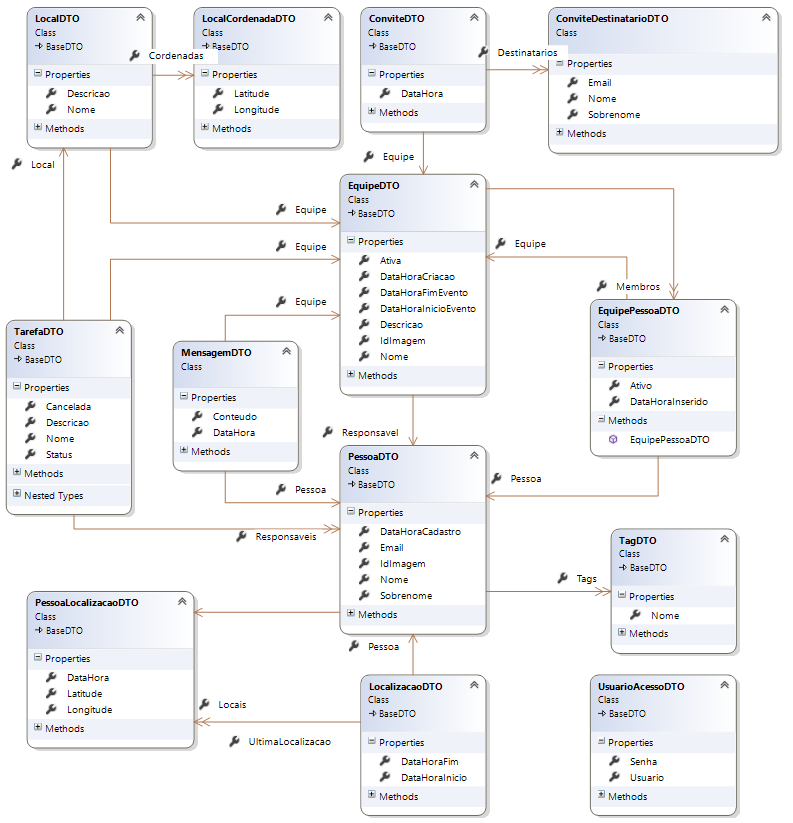 LocalDTO
Class
BaseDTO
Properties
Descricao
Nome
Methods
Cordenadas
LocalCordenadaDTO
Class
BaseDTO
Properties
Latitude
Longitude
Methods
ConviteDTO
Class
BaseDTO
Properties
DataHora
Methods
Destinatarios
ConviteDestinatarioDTO
Class
Properties
Email
Nome
Sobrenome
Methods
Local
Equipe
EquipeDTO
Class
BaseDTO
Properties
Ativa
DataHoraCriacao
DataHoraFimEvento
DataHoraInicioEvento
Descricao
IdImagem
Nome
Methods
Equipe
Equipe
Equipe
Equipe
Membros
EquipePessoaDTO
Class
BaseDTO
Properties
Ativo
DataHoraInserido
Methods
EquipePessoaDTO
TarefaDTO
Class
BaseDTO
Properties
Cancelada
Descricao
Nome
Status
Methods
Nested Types
MensagemDTO
Class
Properties
Conteudo
DataHora
Methods
Responsavel
Pessoa
Pessoa
Responsaveis
PessoaDTO
Class
BaseDTO
Properties
DataHoraCadastro
Email
IdImagem
Nome
Sobrenome
Methods
Tags
TagDTO
Class
BaseDTO
Properties
Nome
Methods
PessoaLocalizacaoDTO
Class
BaseDTO
Properties
DataHora
Latitude
Longitude
Methods
Pessoa
Locais
UltimaLocalizacao
LocalizacaoDTO
Class
BaseDTO
Properties
DataHoraFim
DataHoraInicio
Methods
UsuarioAcessoDTO
Class
BaseDTO
Properties
Senha
Usuario
Methods